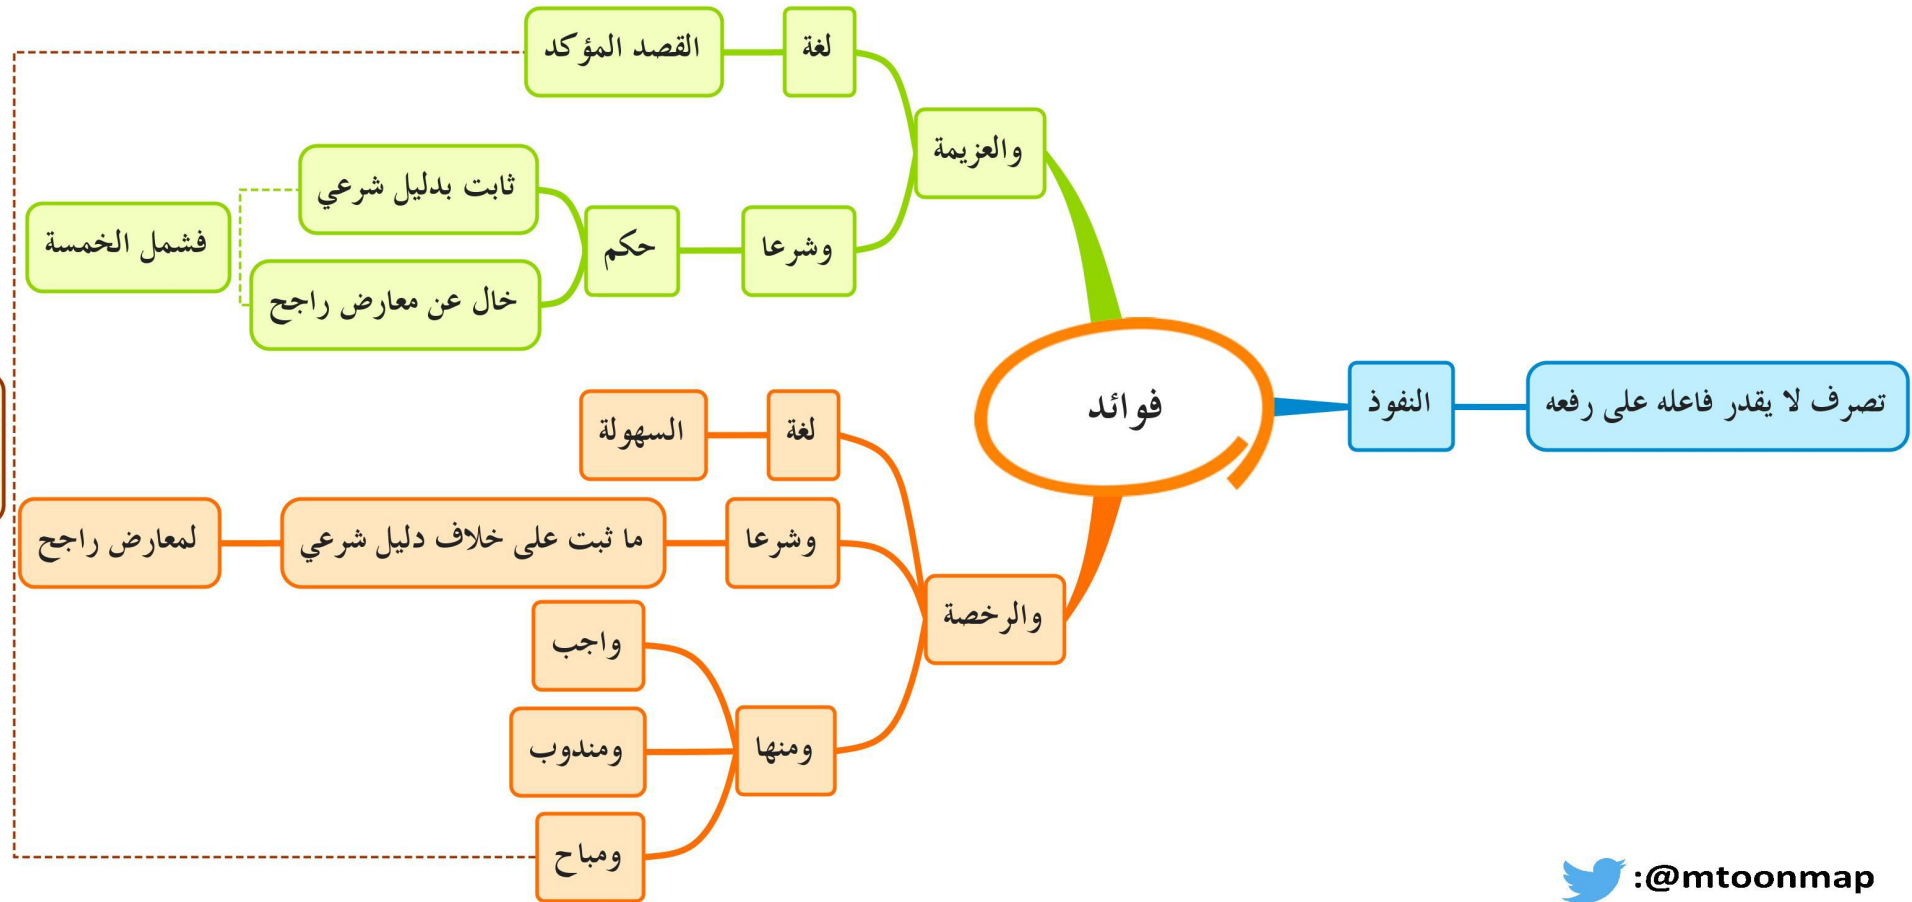 فوائد
النفوذ
تصرف لا يقدر فاعله على رفعه
والعزيمة
لغة
القصد المؤكد
وشرعا
حكم
ثابت بدليل شرعي
خال عن معارض راجح
فشمل الخمسة
والرخصة
لغة
السهولة
وشرعا
ما ثبت على خلاف دليل شرعي
لمعارض راجح
ومنها
واجب
ومندوب
ومباح
:@mtoonmap